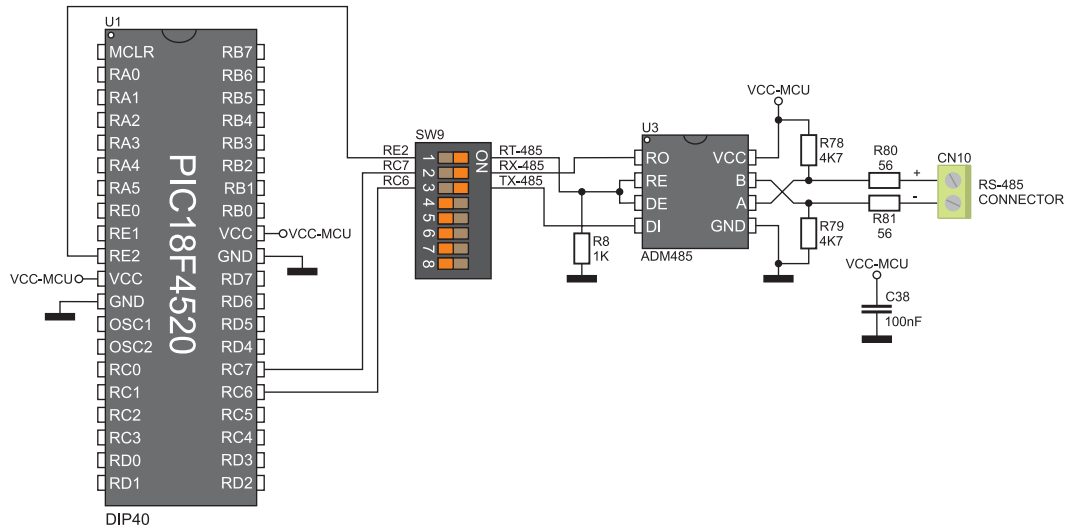 U1
MCLR RB7
RA0 RB6
RA1 RB5
RA2 RB4
RA3 RB3
RA4 RB2
RA5 RB1
RE0 RB0
RE1 VCC VCC-MCU
RE2 GND
VCC-MCU VCC RD7
GND RD6
OSC1 RD5
OSC2 RD4
RC0 RC7
RC1 RC6
RC2 RC5
RC3 RC4
RD0 RD3
RD1 RD2
PIC18F4520
DIP40
SW9
ON
RE2 1 RT-485
RC7 2 RX-485
RC6 3 TX-485
4
5
6
7
8
R8
1K
U3
RO VCC
RE B
DE A
DI GND
ADM485
VCC-MCU
R78
4K7
R79
4K7
R80
56
R81
56
+
-
CN10
RS-485
CONNECTOR
VCC-MCU
C38
100nF